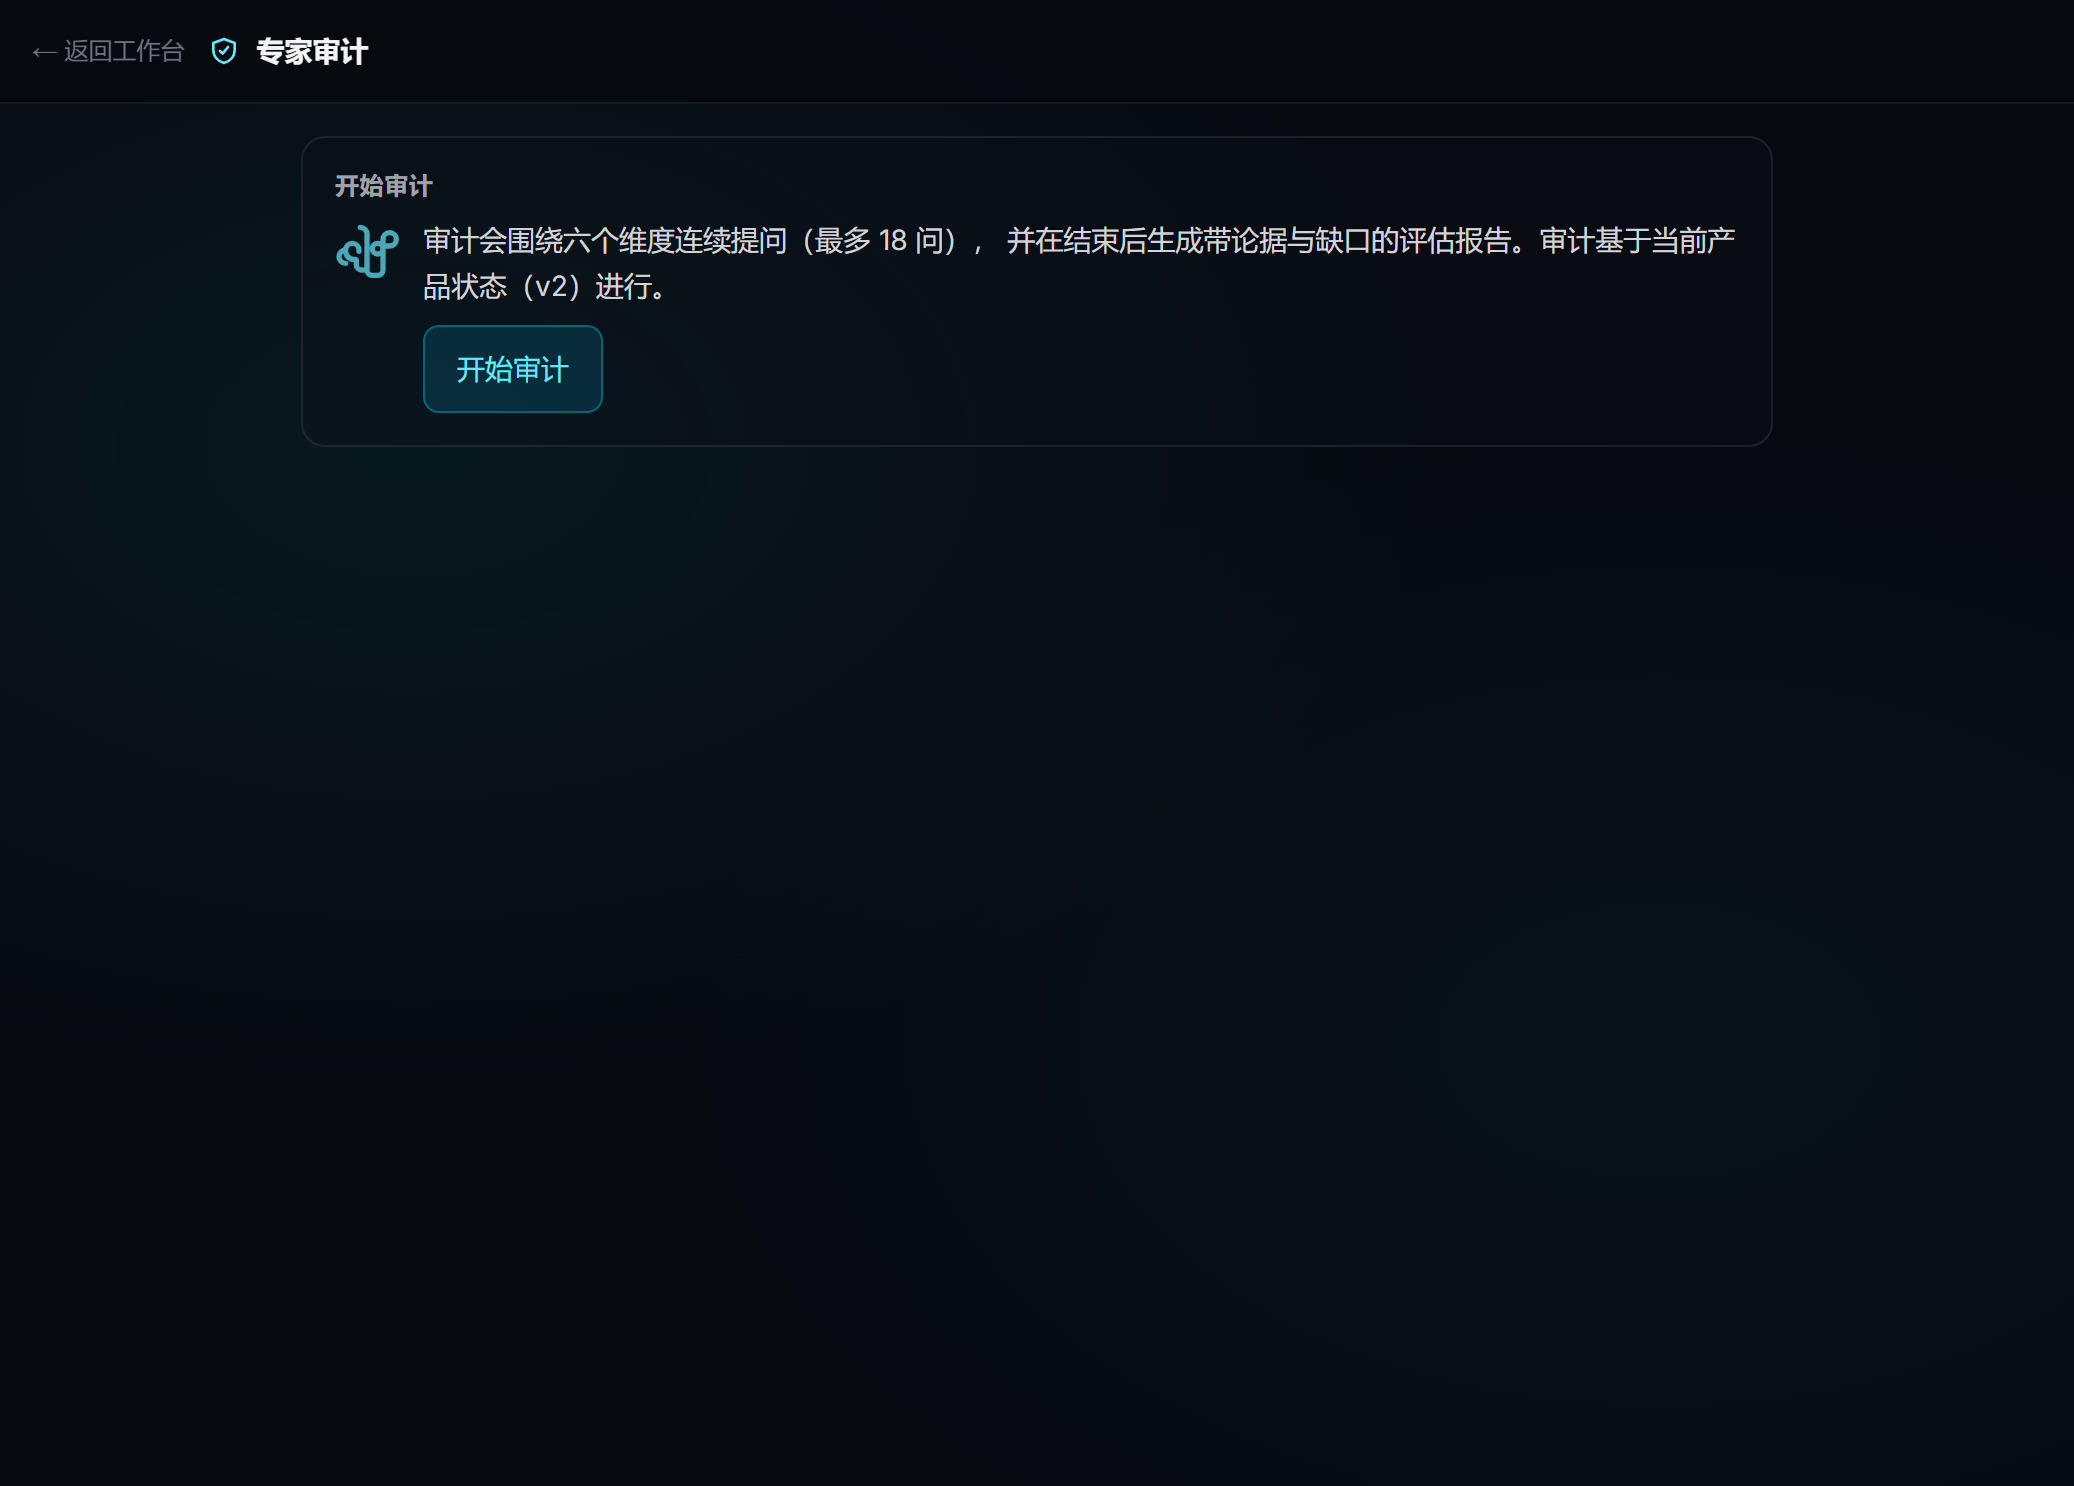 ← 返回工作台 专家审计
开始审计
审计会围绕六个维度连续提问（最多 18 问）， 并在结束后生成带论据与缺口的评估报告。审计基于当前产
品状态（v2）进行。
开始审计